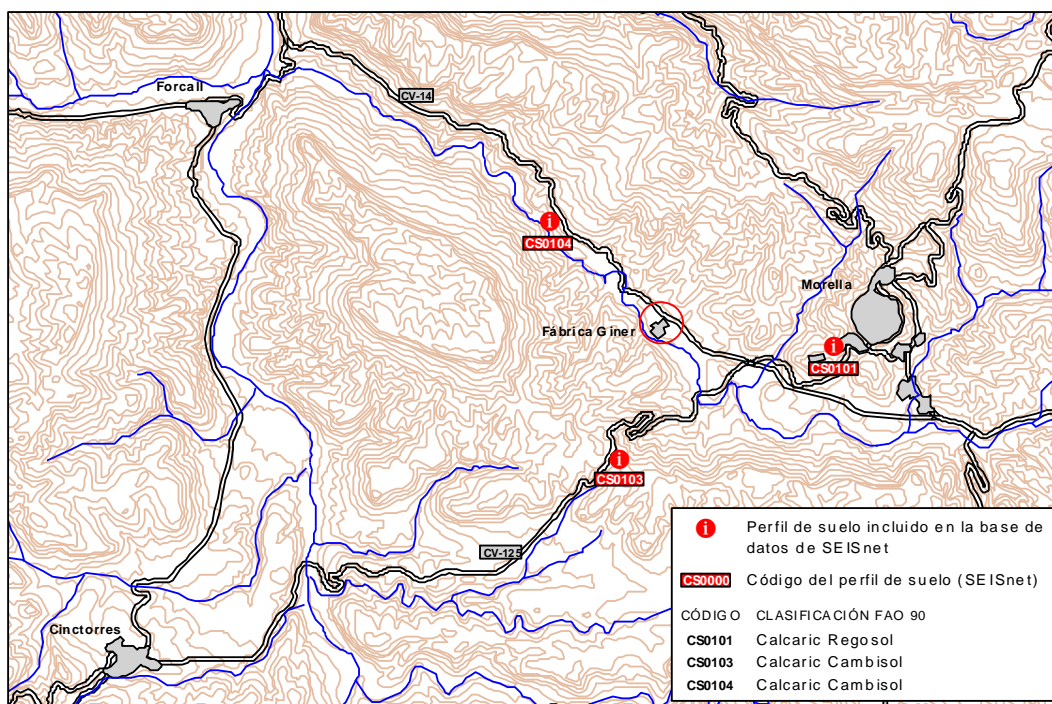 Forcall
CV-14
CS0104
Morella
Fábrica Giner
CS0101
CS0103
CV-125
Cinctorres
Perfil de suelo incluido en la base de
datos de SEISnet
CS0000 Código del perfil de suelo (SEISnet)
CÓDIGO CLASIFICACIÓN FAO 90
CS0101 Calcaric Regosol
CS0103 Calcaric Cambisol
CS0104 Calcaric Cambisol